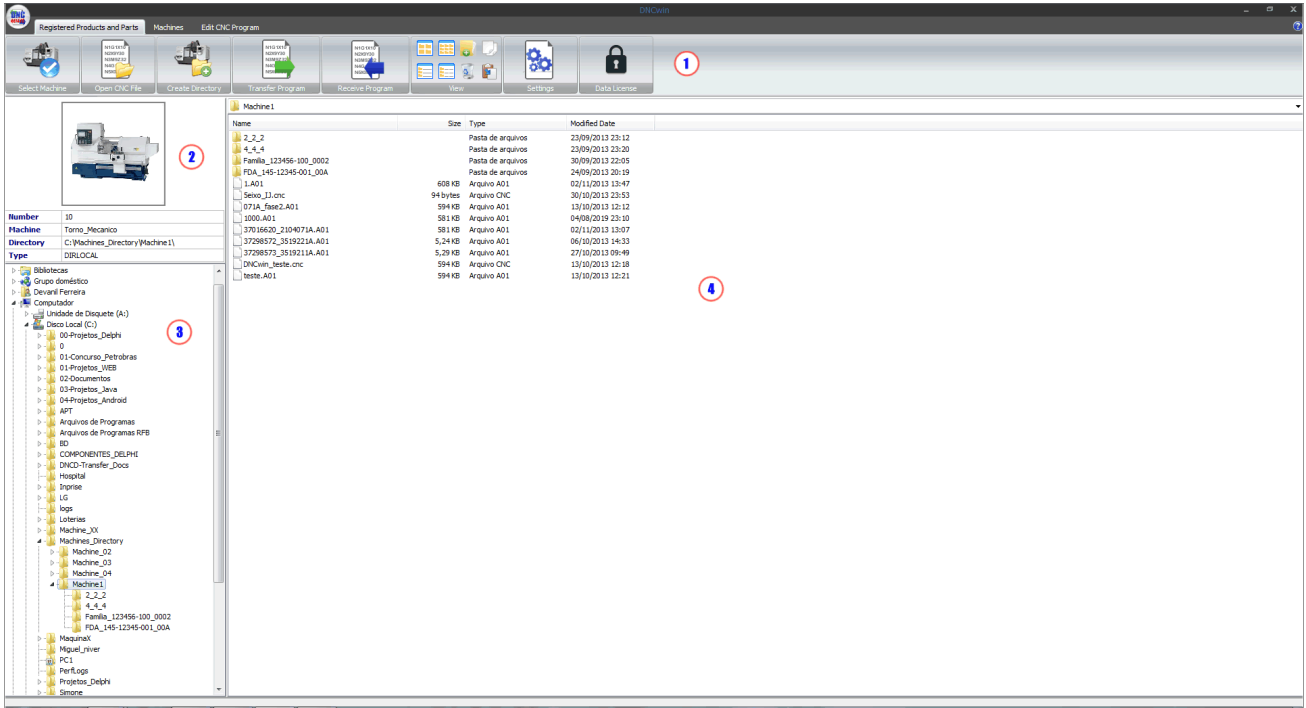 DNCwin
Registered Products and Parts Machines Edit CNC Program
Select Machine Open CNC File Create Directory Transfer Program Receive Program View Settings Data License
1
2
Number 10
Machine Torno_Mecanico
Directory C:\Machines_Directory\Machine1\
Type DIRLOCAL
Bibliotecas
Grupo doméstico
Devanil Ferreira
Computador
Unidade de Disquete (A:)
Disco Local (C:)
3
00-Projetos_Delphi
0
01-Concurso_Petrobras
01-Projetos_WEB
02-Documentos
03-Projetos_Java
04-Projetos_Android
APT
Arquivos de Programas
Arquivos de Programas RFB
BD
COMPONENTES_DELPHI
DNCD-Transfer_Docs
Hospital
Inprise
LG
logs
Loterias
Machine_XX
Machines_Directory
Machine_02
Machine_03
Machine_04
Machine1
2_2_2
4_4_4
Familia_123456-100_0002
FDA_145-12345-001_00A
MaquinaX
Miguel_niver
PC1
PerfLogs
Projetos_Delphi
Simone
Machine1
Name Size Type Modified Date
2_2_2 Pasta de arquivos 23/09/2013 23:12
4_4_4 Pasta de arquivos 23/09/2013 23:20
Familia_123456-100_0002 Pasta de arquivos 30/09/2013 22:05
FDA_145-12345-001_00A Pasta de arquivos 24/09/2013 20:19
1.A01 608 KB Arquivo A01 02/11/2013 13:47
5eixo_IJ.cnc 94 bytes Arquivo CNC 30/10/2013 23:53
071A_fase2.A01 594 KB Arquivo A01 13/10/2013 12:12
1000.A01 581 KB Arquivo A01 04/08/2019 23:10
37016620_2104071A.A01 581 KB Arquivo A01 02/11/2013 13:07
37298572_3519221A.A01 5,24 KB Arquivo A01 06/10/2013 14:33
37298573_3519211A.A01 5,29 KB Arquivo A01 27/10/2013 09:49
DNCwin_teste.cnc 594 KB Arquivo CNC 13/10/2013 12:18
teste.A01 594 KB Arquivo A01 13/10/2013 12:21
4